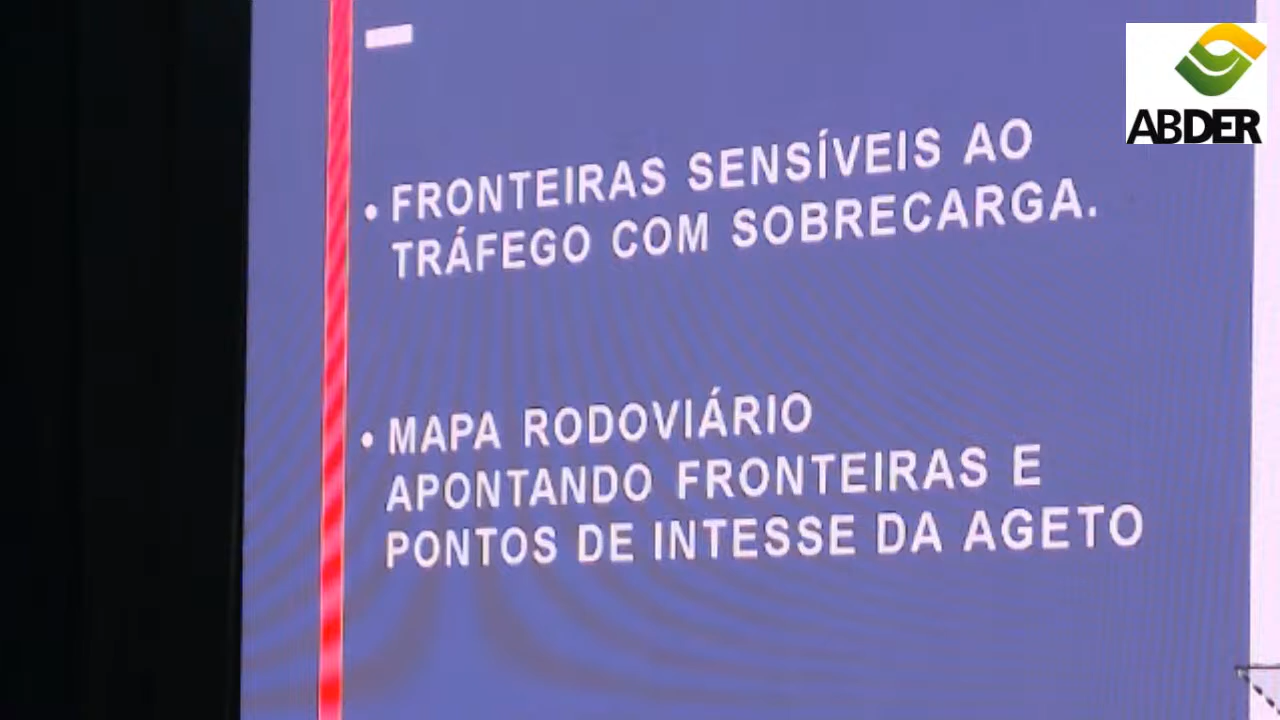 ABDER
• FRONTEIRAS SENSÍVEIS AO
TRÁFEGO COM SOBRECARGA.
• MAPA RODOVIÁRIO
APONTANDO FRONTEIRAS E
PONTOS DE INTESSE DA AGETO